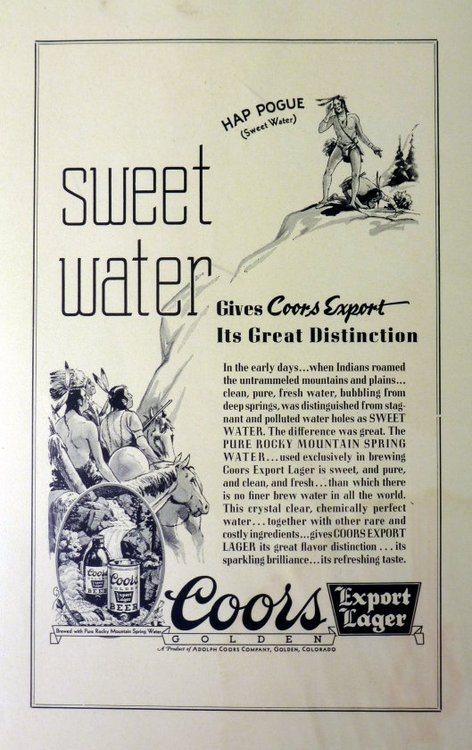 HAP POGUE
(Sweet Water)
sweet
water
Gives Coors Export
Its Great Distinction
In the early days...when Indians roamed
the untrammeled mountains and plains...
clean, pure, fresh water, bubbling from
deep springs, was distinguished from stag-
nant and polluted water holes as SWEET
WATER. The difference was great. The
PURE ROCKY MOUNTAIN SPRING
WATER...used exclusively in brewing
Coors Export Lager is sweet, and pure,
and clean, and fresh...than which there
is no finer brew water in all the world.
This crystal clear, chemically perfect
water...together with other rare and
costly ingredients...gives COORS EXPORT
LAGER its great flavor distinction...its
sparkling brilliance...its refreshing taste.
Coors
BEER
Coors
Export
Lager
BEER
Brewed with Pure Rocky Mountain Spring Water
Coors
GOLDEN
Export
Lager
A Product of ADOLPH COORS COMPANY, GOLDEN, COLORADO